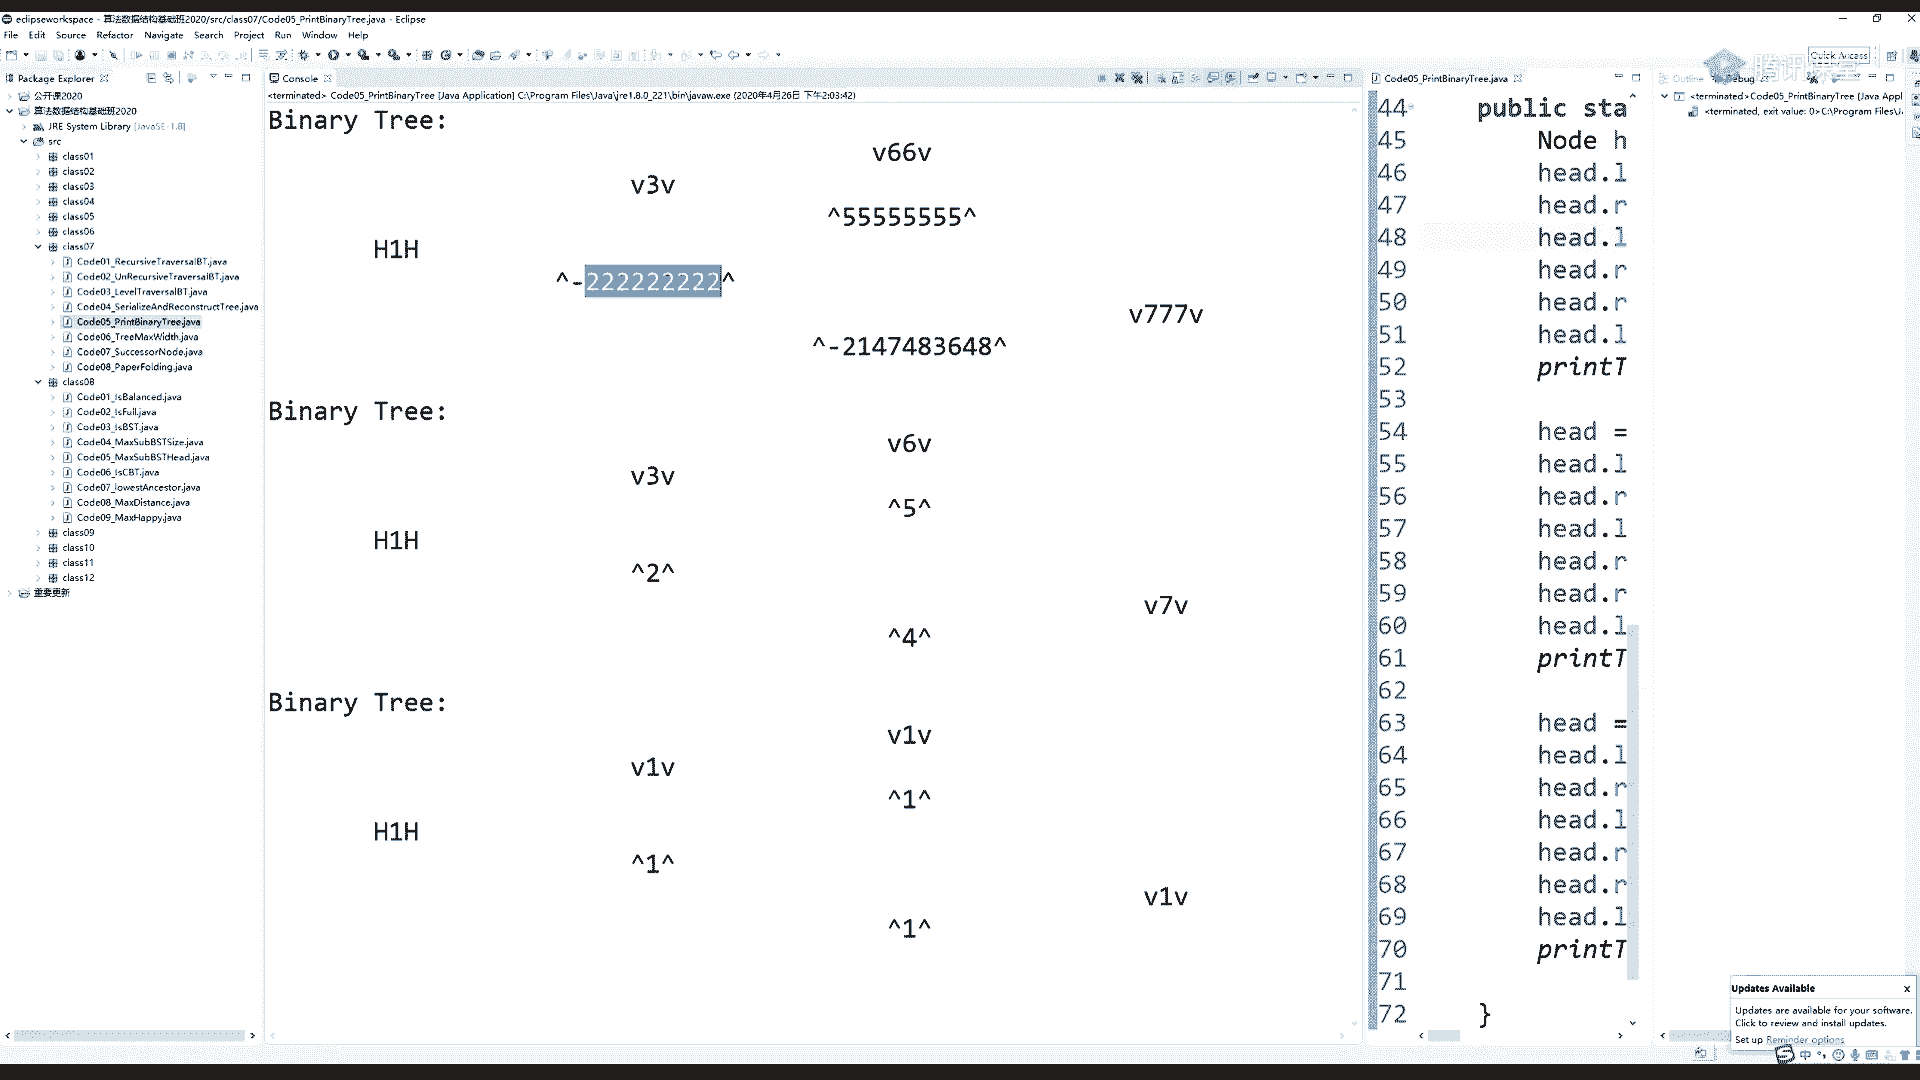 eclipseworkspace - 算法数据结构基础班2020/src/class07/Code05_PrintBinaryTree.java - Eclipse
File Edit Source Refactor Navigate Search Project Run Window Help
Quick Access
腾讯课堂
Package Explorer
公开课2020
算法数据结构基础班2020
JRE System Library [JavaSE-1.8]
src
class01
class02
class03
class04
class05
class06
class07
Code01_RecursiveTraversalBT.java
Code02_UnRecursiveTraversalBT.java
Code03_LevelTraversalBT.java
Code04_SerializeAndReconstructTree.java
Code05_PrintBinaryTree.java
Code06_TreeMaxWidth.java
Code07_SuccessorNode.java
Code08_PaperFolding.java
class08
Code01_IsBalanced.java
Code02_IsFull.java
Code03_IsBST.java
Code04_MaxSubBSTSize.java
Code05_MaxSubBSTHead.java
Code06_IsCBT.java
Code07_lowestAncestor.java
Code08_MaxDistance.java
Code09_MaxHappy.java
class09
class10
class11
class12
重要更新
Console
<terminated> Code05_PrintBinaryTree [Java Application] C:\Program Files\Java\jre1.8.0_221\bin\javaw.exe (2020年4月26日 下午2:03:42)
Binary Tree:
v66v
v3v
^55555555^
H1H
^-222222222^
v777v
^-2147483648^
Binary Tree:
v6v
v3v
^5^
H1H
^2^
v7v
^4^
Binary Tree:
v1v
v1v
^1^
H1H
^1^
v1v
^1^
Code05_PrintBinaryTree.java
44 public sta
45 Node h
46 head.l
47 head.r
48 head.l
49 head.r
50 head.r
51 head.l
52 printT
53
54 head =
55 head.l
56 head.r
57 head.l
58 head.r
59 head.r
60 head.l
61 printT
62
63 head =
64 head.l
65 head.r
66 head.l
67 head.r
68 head.r
69 head.l
70 printT
71
72 }
Outline Debug
<terminated>Code05_PrintBinaryTree [Java Appl
<terminated, exit value: 0>C:\Program Files\J
Updates Available
Updates are available for your software.
Click to review and install updates.
Set up Reminder options
中